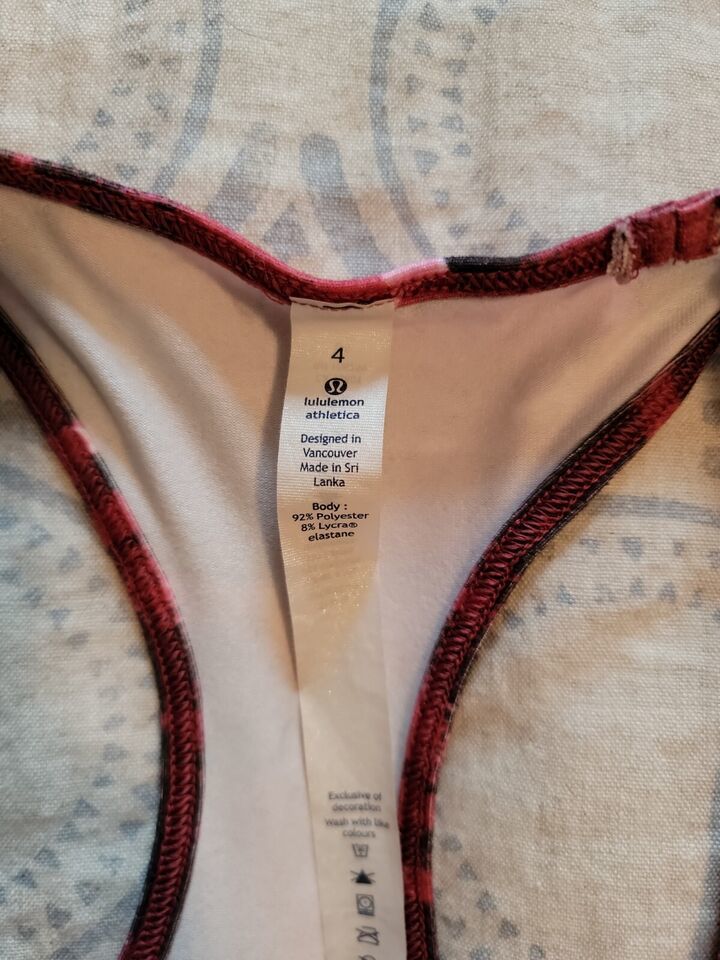 4
lululemon
athletica
Designed in
Vancouver
Made in Sri
Lanka
Body :
92% Polyester
8% Lycra®
elastane
Exclusive of
decoration
Wash with like
colours